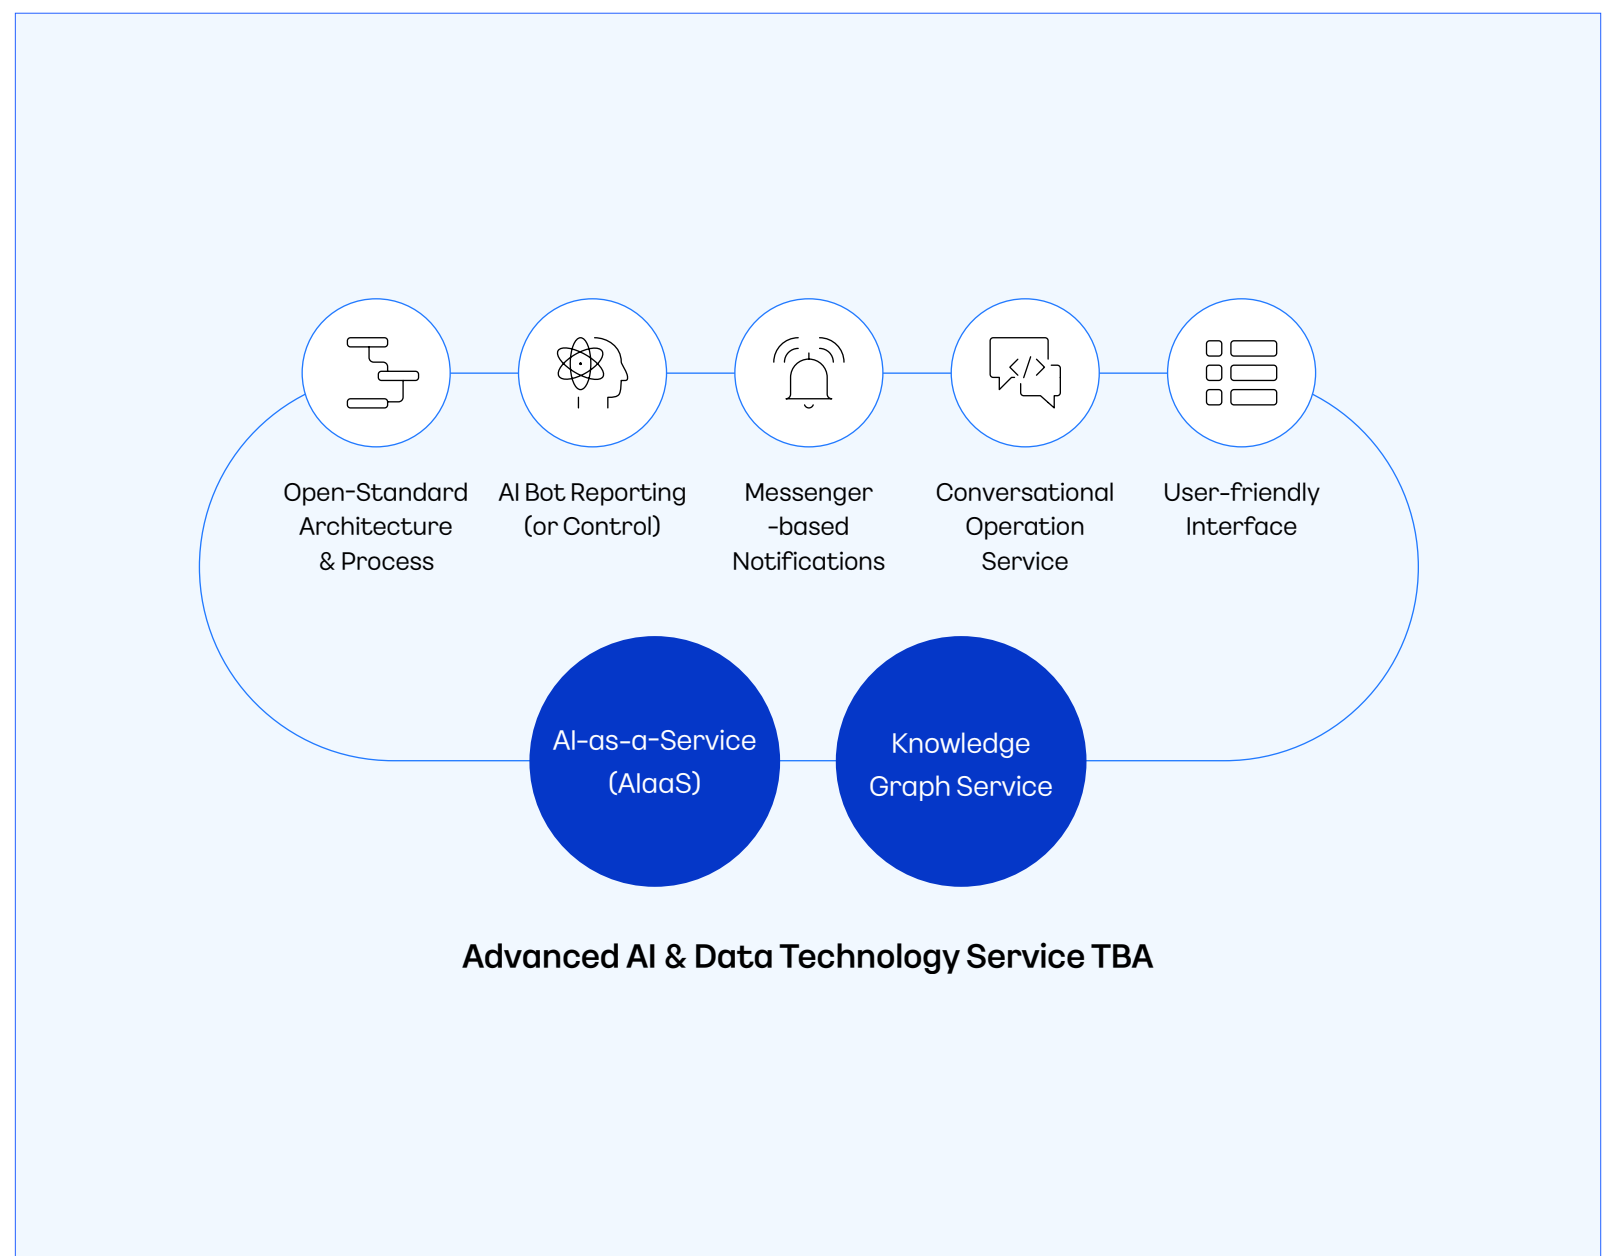 Open-Standard
Architecture
& Process
AI Bot Reporting
(or Control)
Messenger
-based
Notifications
Conversational
Operation
Service
User-friendly
Interface
AI-as-a-Service
(AIaaS)
Knowledge
Graph Service
Advanced AI & Data Technology Service TBA